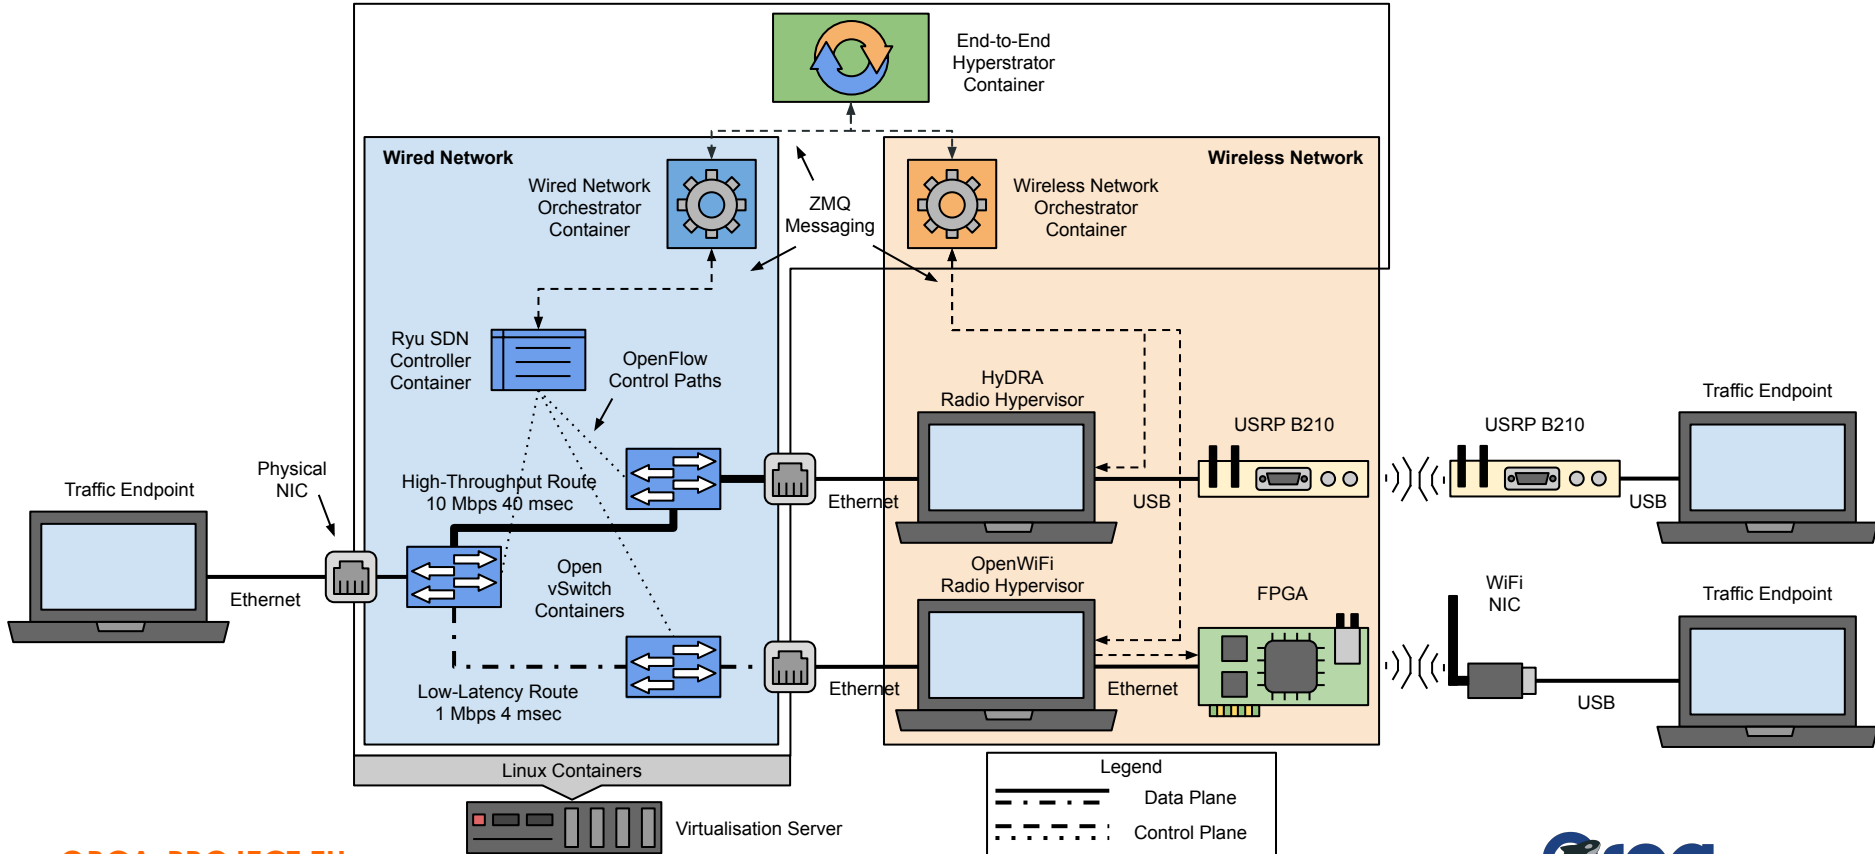 End-to-End
Hyperstrator
Container
Wired Network
Wireless Network
Wired Network
Orchestrator
Container
ZMQ
Messaging
Wireless Network
Orchestrator
Container
Ryu SDN
Controller
Container
OpenFlow
Control Paths
HyDRA
Radio Hypervisor
USRP B210
USRP B210
Traffic Endpoint
Physical
NIC
Traffic Endpoint
High-Throughput Route
10 Mbps 40 msec
Ethernet
USB
USB
Ethernet
Open
vSwitch
Containers
OpenWiFi
Radio Hypervisor
FPGA
WiFi
NIC
Traffic Endpoint
Low-Latency Route
1 Mbps 4 msec
Ethernet
Ethernet
USB
Linux Containers
Virtualisation Server
Legend
Data Plane
Control Plane